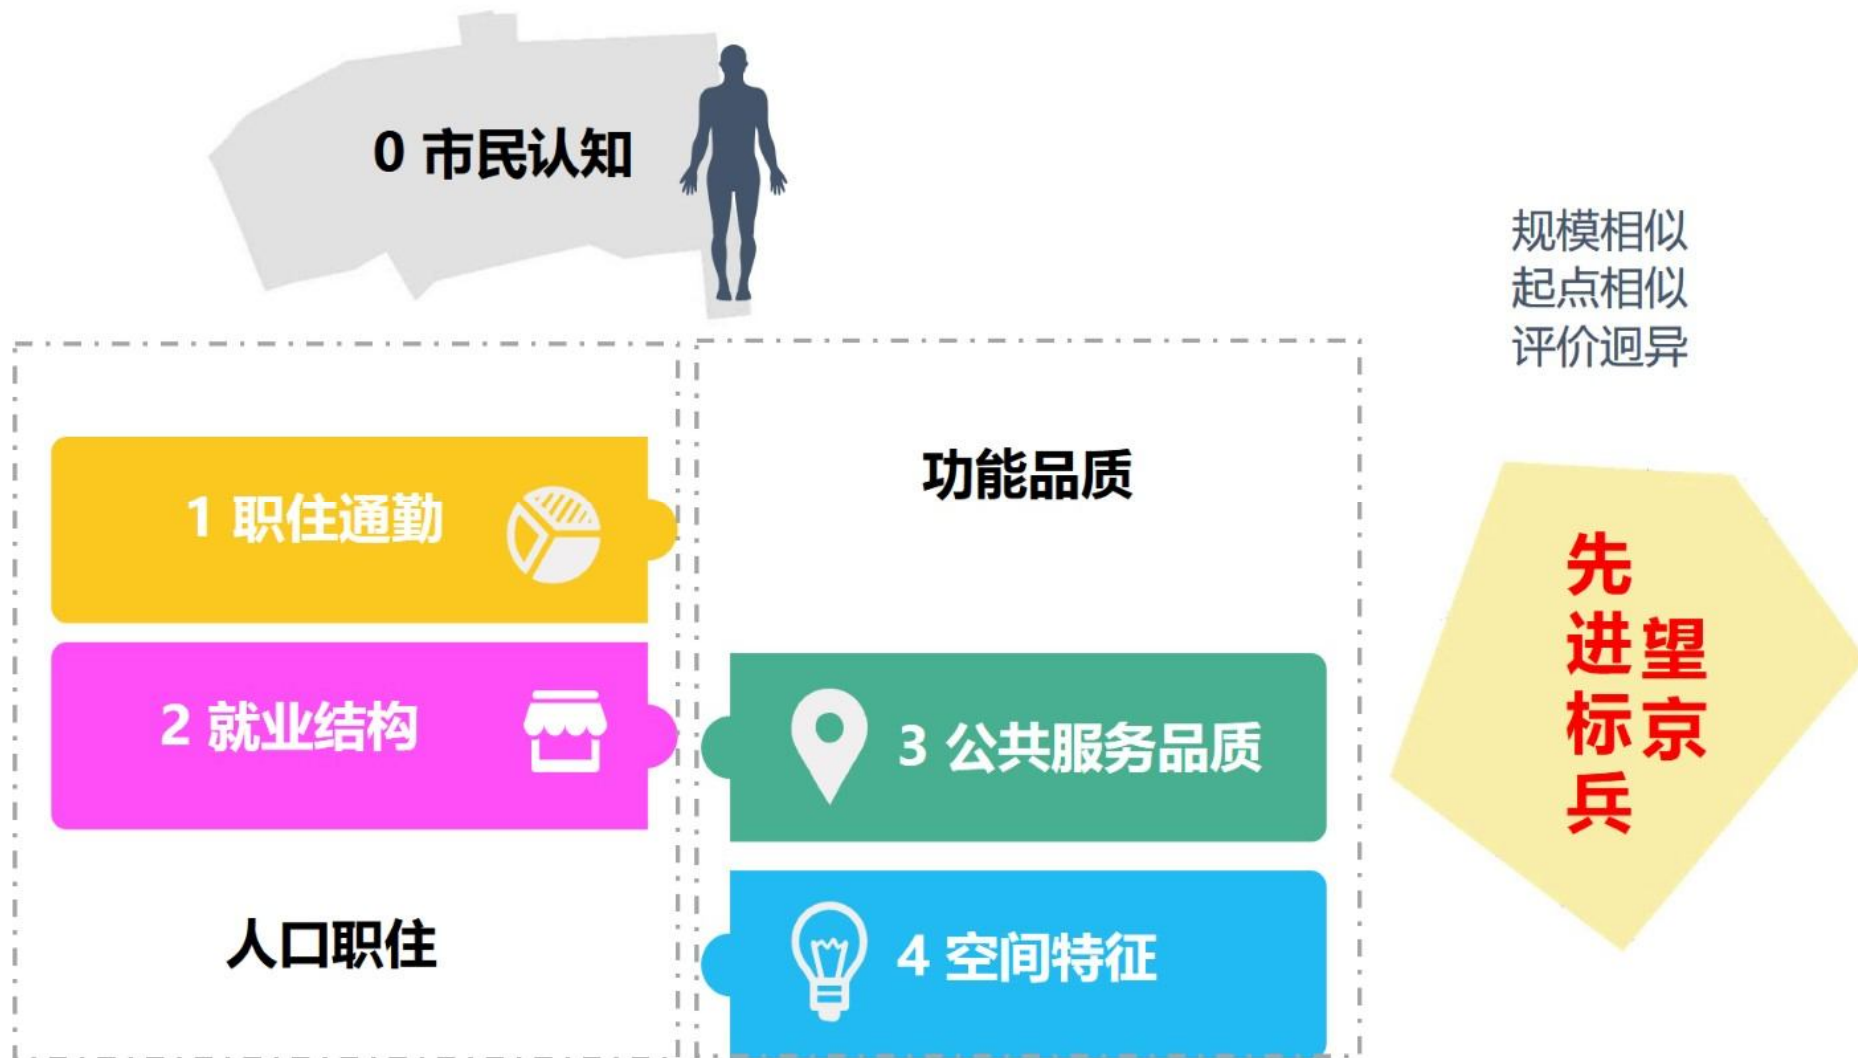 0 市民认知
1 职住通勤
2 就业结构
人口职住
功能品质
3 公共服务品质
4 空间特征
规模相似
起点相似
评价迥异
先进标兵
望京